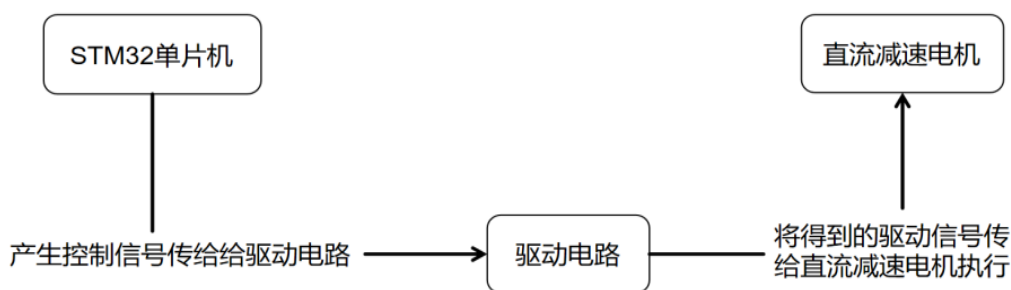 STM32单片机
直流减速电机
产生控制信号传给给驱动电路
驱动电路
将得到的驱动信号传
给直流减速电机执行